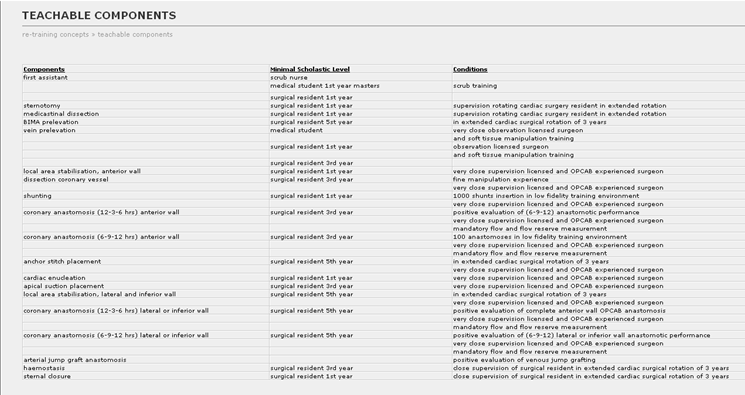 TEACHABLE COMPONENTS
re-training concepts » teachable components
Components Minimal Scholastic Level Conditions
first assistant scrub nurse
medical student 1st year masters scrub training
surgical resident 1st year
sternotomy surgical resident 1st year supervision rotating cardiac surgery resident in extended rotation
mediastinal dissection surgical resident 1st year supervision rotating cardiac surgery resident in extended rotation
BIMA prelevation surgical resident 5st year in extended cardiac surgical rotation of 3 years
vein prelevation medical student very close observation licensed surgeon
and soft tissue manipulation training
surgical resident 1st year observation licensed surgeon
and soft tissue manipulation training
surgical resident 3rd year
local area stabilisation, anterior wall surgical resident 1st year very close supervision licensed and OPCAB experienced surgeon
dissection coronary vessel surgical resident 3rd year fine manipulation experience
very close supervision licensed and OPCAB experienced surgeon
shunting surgical resident 1st year 1000 shunts insertion in low fidelity training environment
very close supervision licensed and OPCAB experienced surgeon
coronary anastomosis (12-3-6 hrs) anterior wall surgical resident 3rd year positive evaluation of (6-9-12) anastomotic performance
very close supervision licensed and OPCAB experienced surgeon
mandatory flow and flow reserve measurement
coronary anastomosis (6-9-12 hrs) anterior wall surgical resident 3rd year 100 anastomoses in low fidelity training environment
very close supervision licensed and OPCAB experienced surgeon
mandatory flow and flow reserve measurement
anchor stitch placement surgical resident 5th year in extended cardiac surgical rotation of 3 years
very close supervision licensed and OPCAB experienced surgeon
cardiac enucleation surgical resident 1st year very close supervision licensed and OPCAB experienced surgeon
apical suction placement surgical resident 3rd year very close supervision licensed and OPCAB experienced surgeon
local area stabilisation, lateral and inferior wall surgical resident 5th year in extended cardiac surgical rotation of 3 years
very close supervision licensed and OPCAB experienced surgeon
coronary anastomosis (12-3-6 hrs) lateral or inferior wall surgical resident 5th year positive evaluation of complete anterior wall OPCAB anastomosis
very close supervision licensed and OPCAB experienced surgeon
mandatory flow and flow reserve measurement
coronary anastomosis (6-9-12 hrs) lateral or inferior wall surgical resident 5th year positive evaluation of (6-9-12) lateral or inferior wall anastomotic performance
very close supervision licensed and OPCAB experienced surgeon
mandatory flow and flow reserve measurement
arterial jump graft anastomosis positive evaluation of venous jump grafting
haemostasis surgical resident 3rd year close supervision of surgical resident in extended cardiac surgical rotation of 3 years
sternal closure surgical resident 1st year close supervision of surgical resident in extended cardiac surgical rotation of 3 years